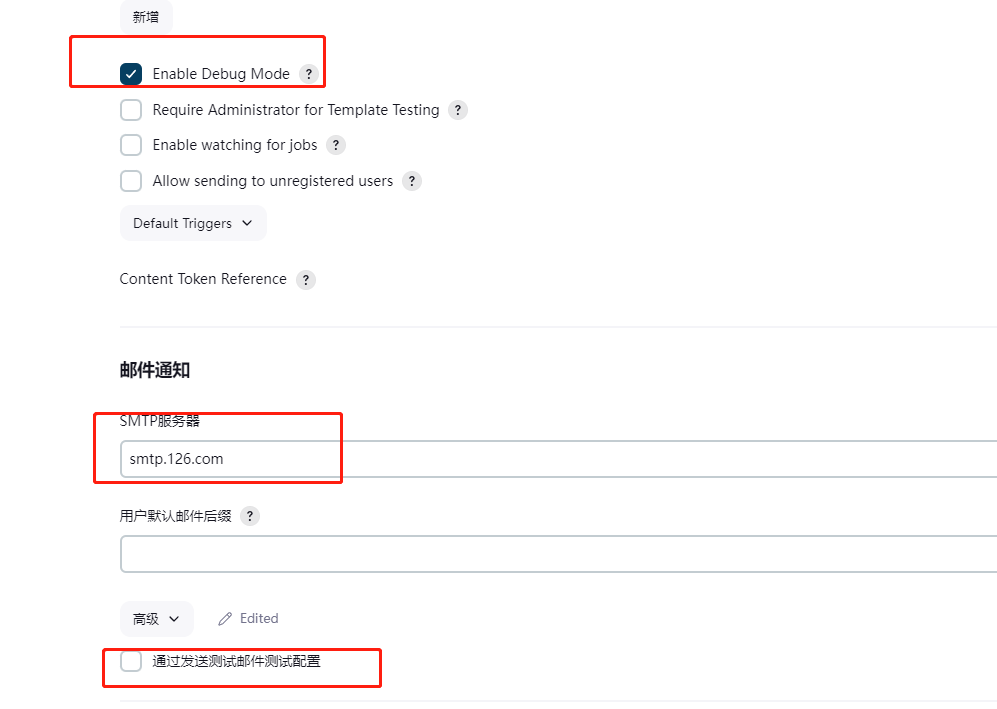 新增
Enable Debug Mode ?
Require Administrator for Template Testing ?
Enable watching for jobs ?
Allow sending to unregistered users ?
Default Triggers
Content Token Reference ?
邮件通知
SMTP服务器
smtp.126.com
用户默认邮件后缀 ?
高级 Edited
通过发送测试邮件测试配置